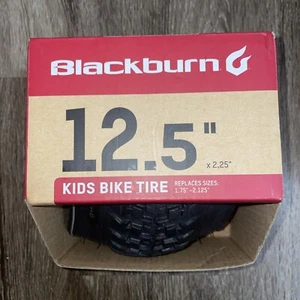 Blackburn
12.5"
x 2.25"
KIDS BIKE TIRE
REPLACES SIZES:
1.75" - 2.125"